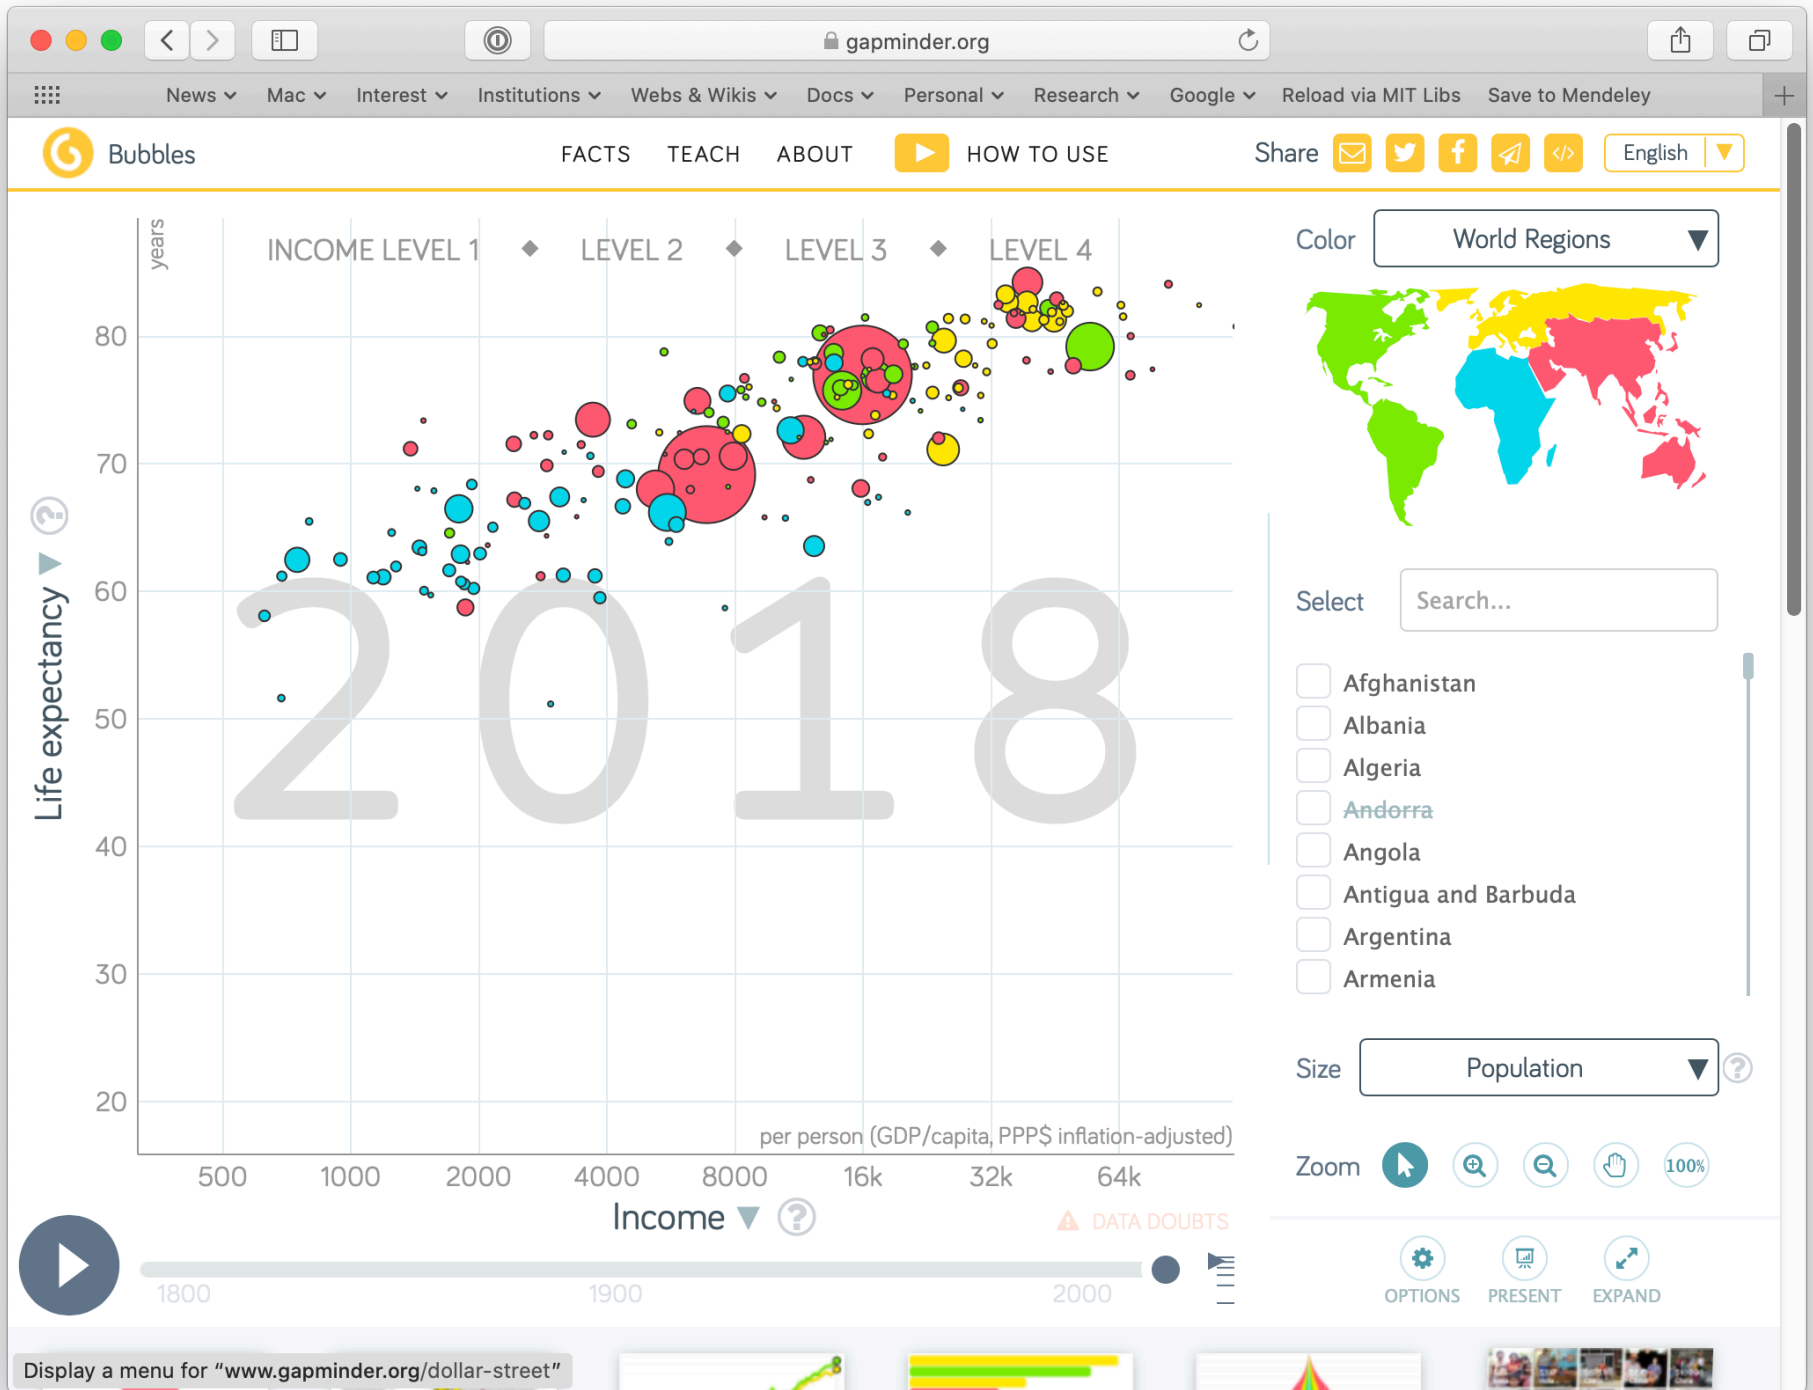 gapminder.org
News Mac Interest Institutions Webs & Wikis Docs Personal Research Google Reload via MIT Libs Save to Mendeley
Bubbles FACTS TEACH ABOUT HOW TO USE Share English
years
INCOME LEVEL 1 LEVEL 2 LEVEL 3 LEVEL 4
Color World Regions
80
70
60
50
40
30
20
Life expectancy ?
2018
Select Search...
Afghanistan
Albania
Algeria
Andorra
Angola
Antigua and Barbuda
Argentina
Armenia
Size Population ?
per person (GDP/capita, PPP$ inflation-adjusted)
500 1000 2000 4000 8000 16k 32k 64k
Zoom 100%
Income ?
DATA DOUBTS
1800 1900 2000
OPTIONS PRESENT EXPAND
Display a menu for “www.gapminder.org/dollar-street”